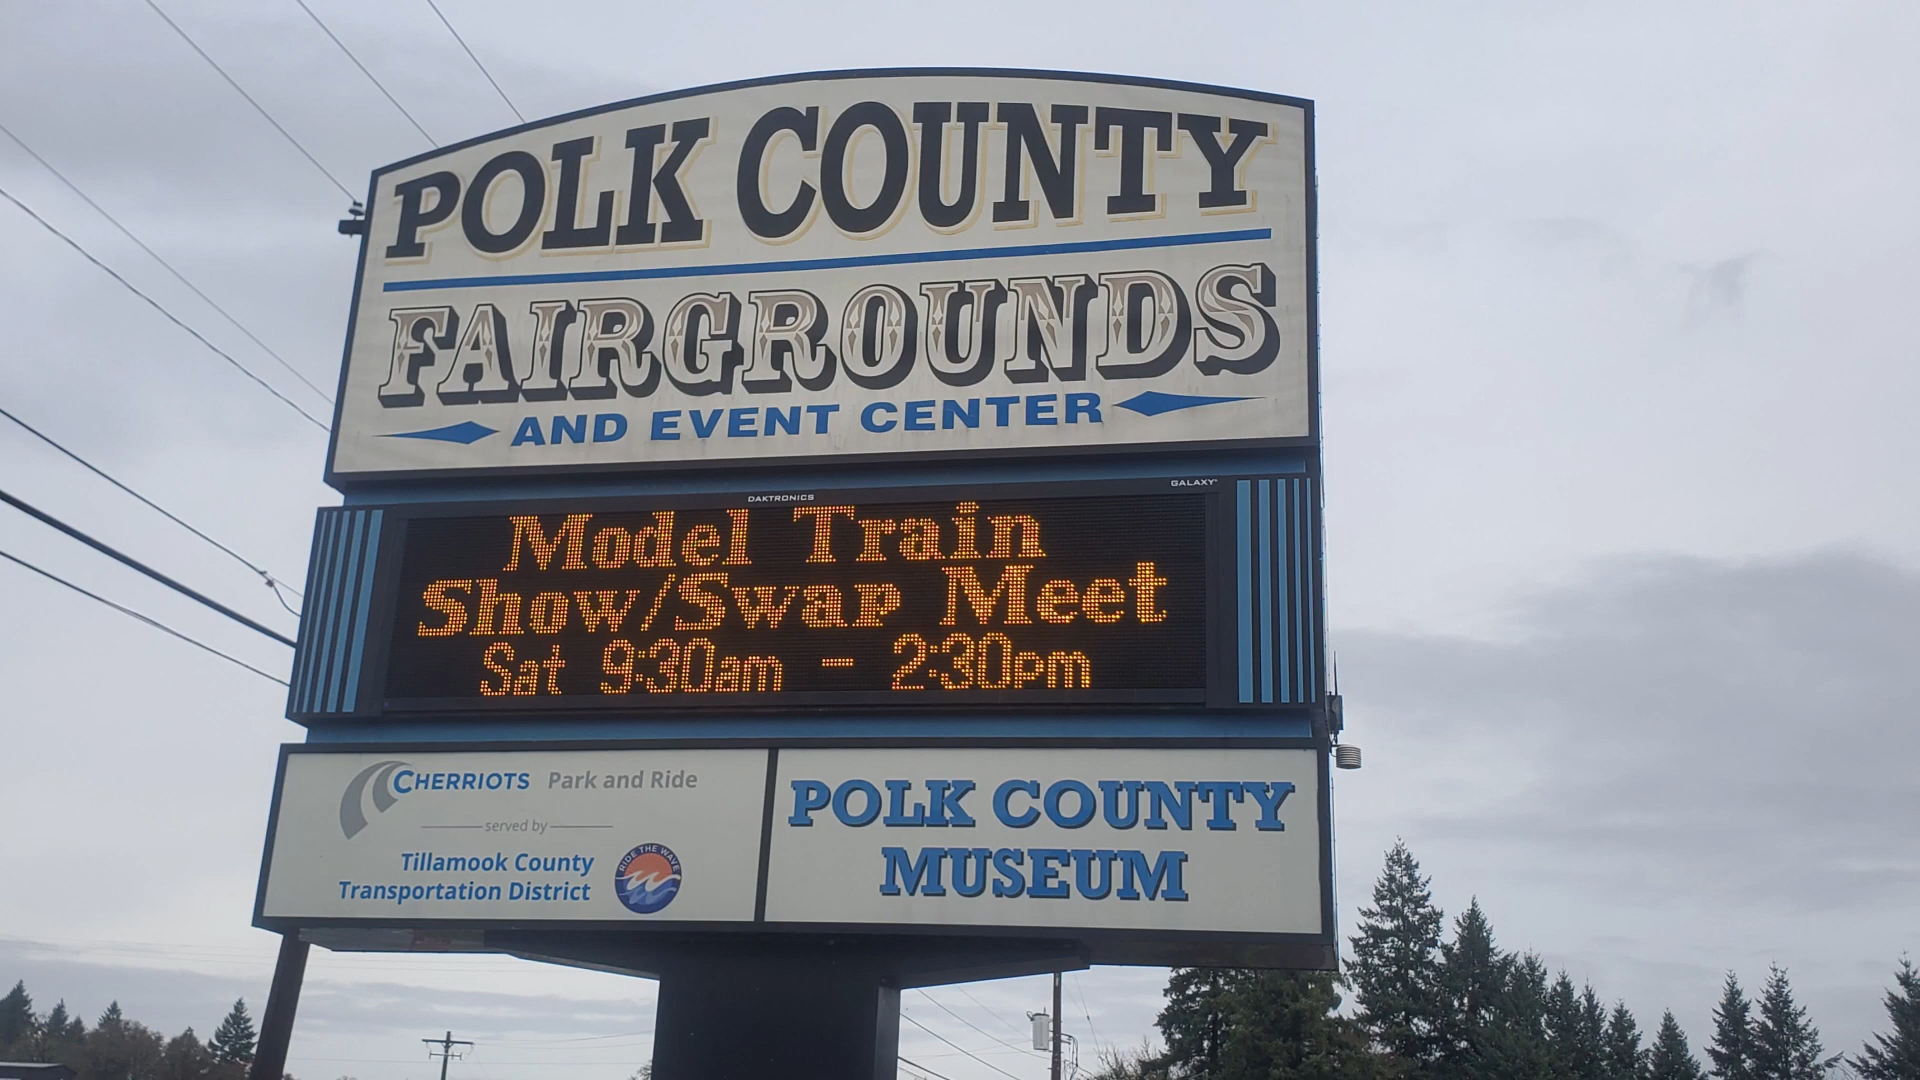 POLK COUNTY
FAIRGROUNDS
AND EVENT CENTER
DAKTRONICS
GALAXY
Model Train
Show/Swap Meet
Sat 9:30am - 2:30pm
CHERRIOTS Park and Ride
served by
Tillamook County
Transportation District
RIDE THE WAVE
POLK COUNTY
MUSEUM